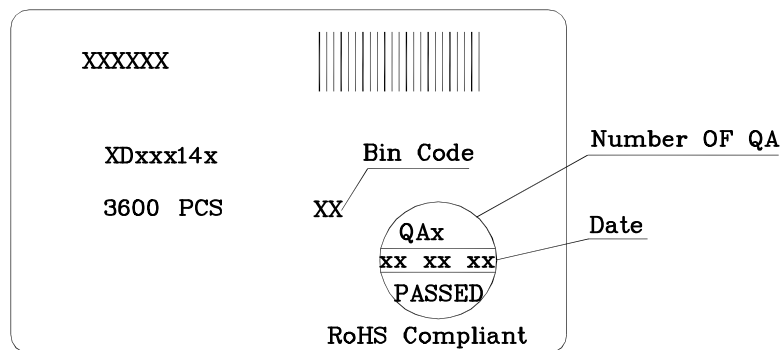 XXXXXX
XDxxx14x
Bin Code
Number OF QA
3600 PCS
XX
QAx
Date
xx xx xx
PASSED
RoHS Compliant